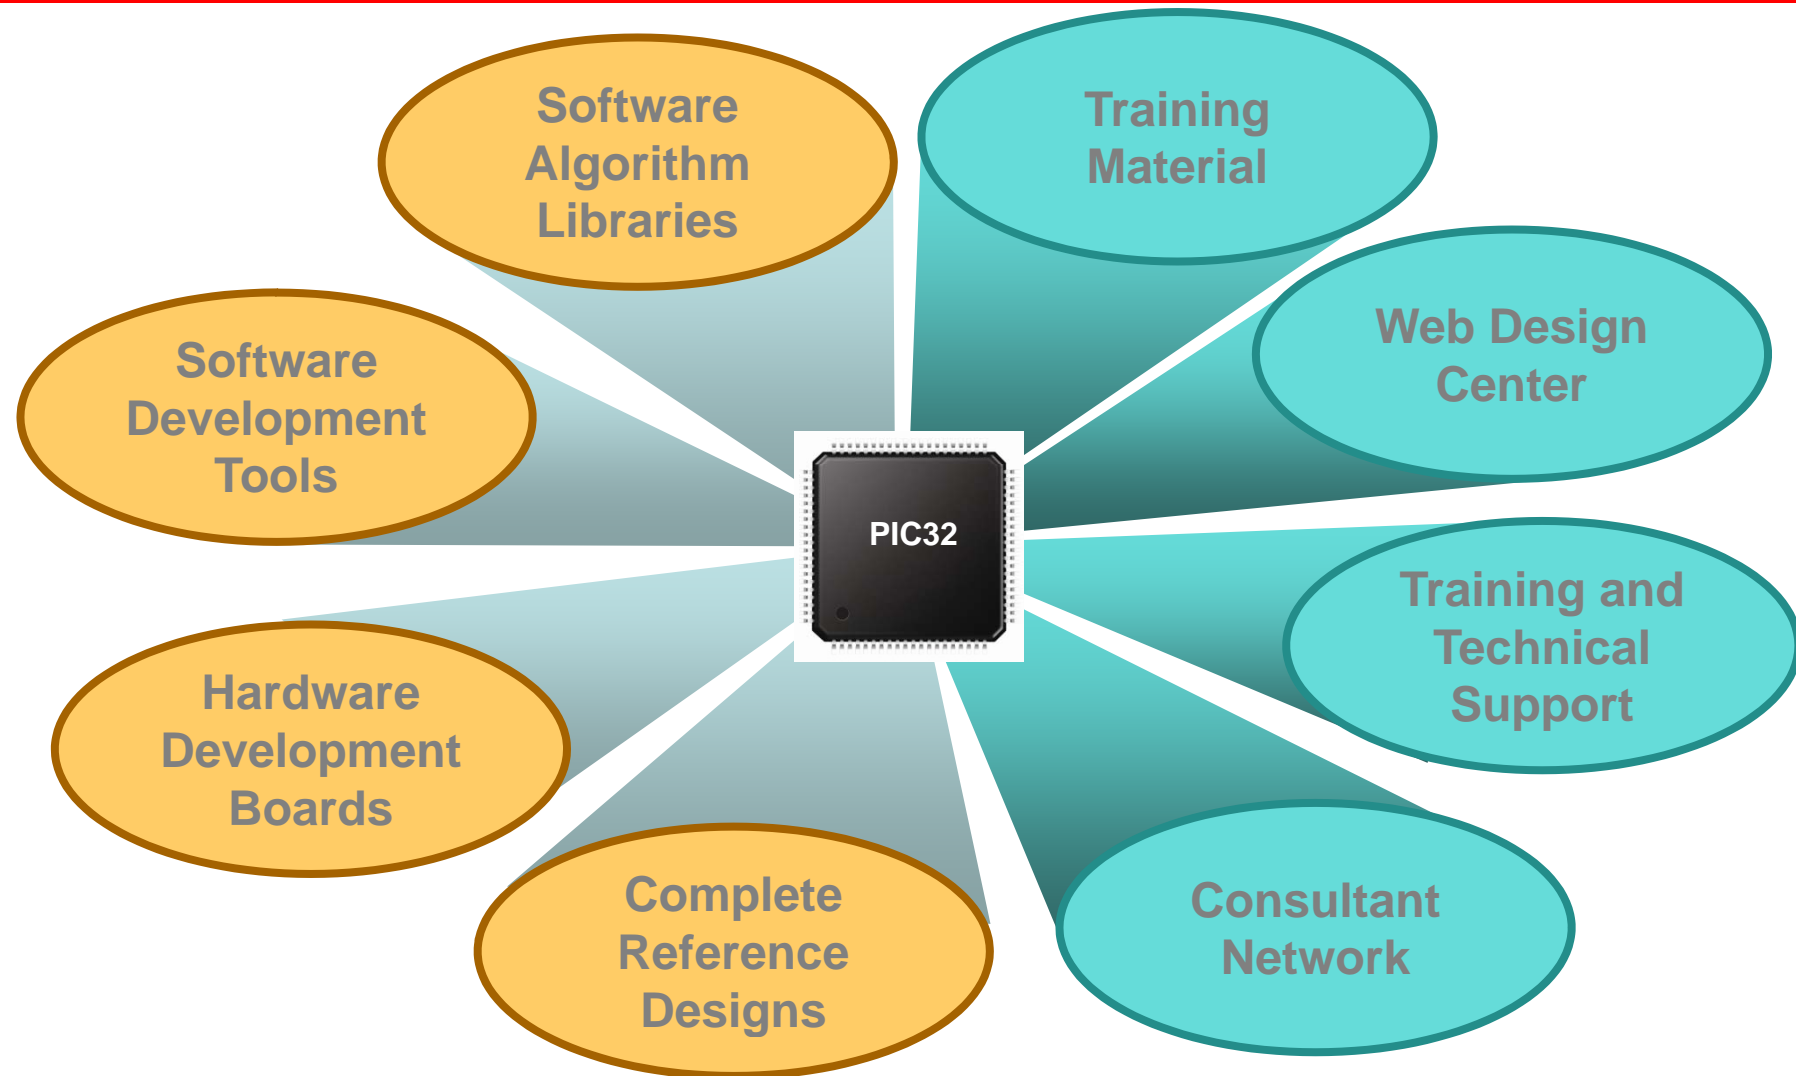 Software
Algorithm
Libraries
Training
Material
Web Design
Center
Software
Development
Tools
PIC32
Training and
Technical
Support
Hardware
Development
Boards
Complete
Reference
Designs
Consultant
Network